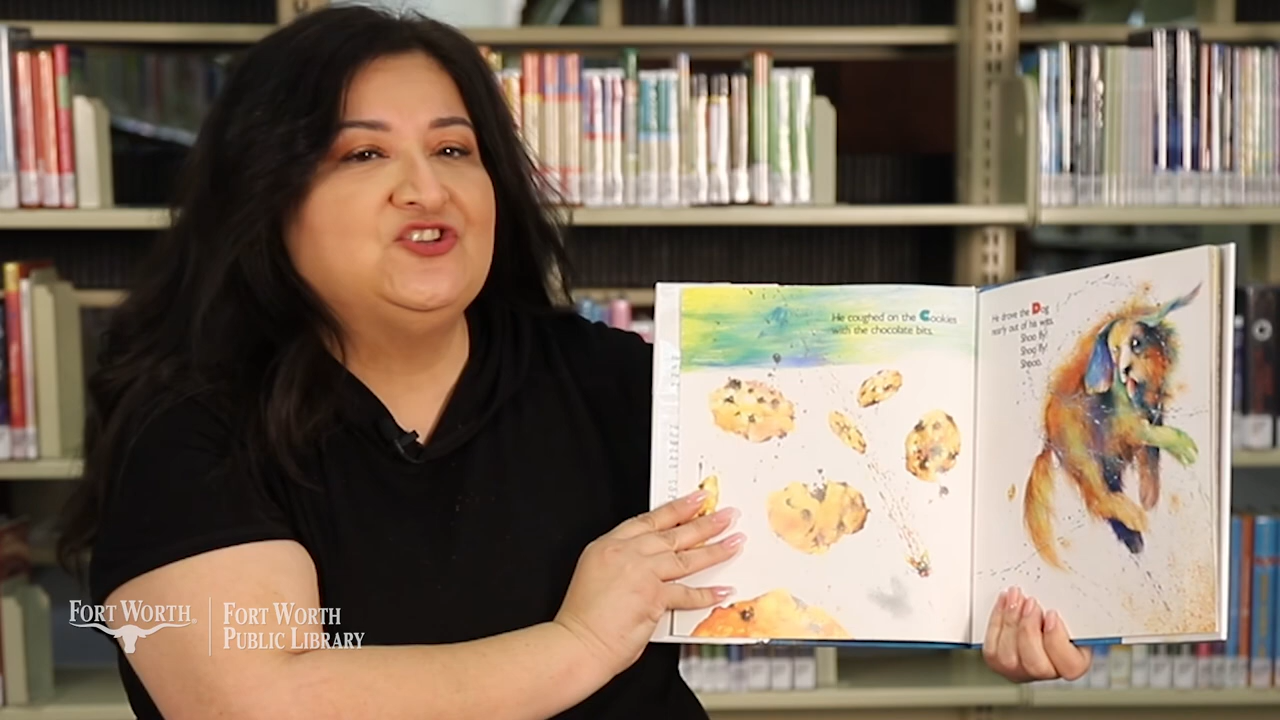 He coughed on the Cookies
with the chocolate bits.
He drove the Dog
nearly out of his wits.
Shoo fly!
Shoo fly!
Shooo.
FORT WORTH®
FORT WORTH
PUBLIC LIBRARY